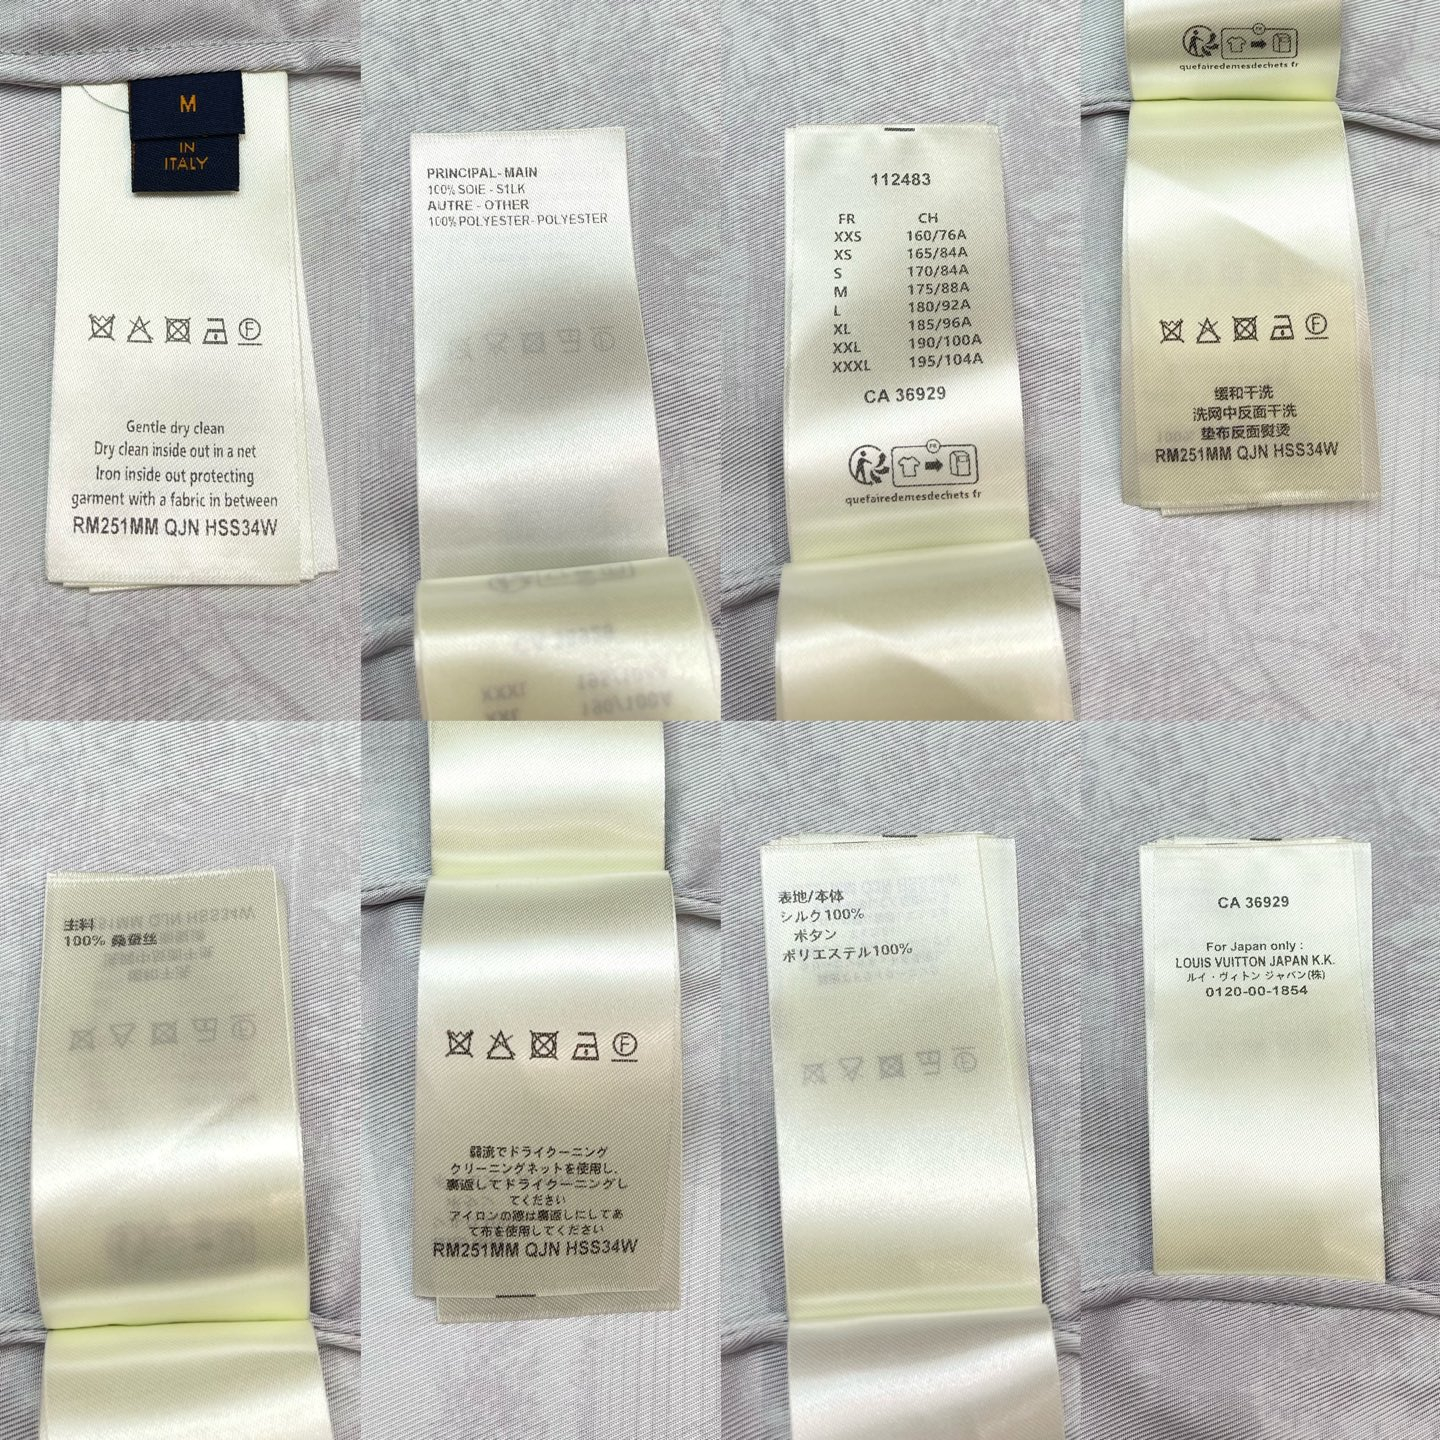 M
IN
ITALY
Gentle dry clean
Dry clean inside out in a net
Iron inside out protecting
garment with a fabric in between
RM251MM QJN HSS34W
PRINCIPAL-MAIN
100% SOIE - S1LK
AUTRE - OTHER
100% POLYESTER- POLYESTER
112483
FR CH
XXS 160/76A
XS 165/84A
S 170/84A
M 175/88A
L 180/92A
XL 185/96A
XXL 190/100A
XXXL 195/104A
CA 36929
FR
quefairedemesdechets fr
quefairedemesdechets fr
缓和干洗
洗网中反面干洗
垫布反面熨烫
RM251MM QJN HSS34W
主料
100% 桑蚕丝
弱流でドライクーニング
クリーニングネットを使用し、
裏返してドライクーニングし
てください
アイロンの際は裏返しにしてあ
て布を使用してください
RM251MM QJN HSS34W
表地/本体
シルク100%
ボタン
ポリエステル100%
CA 36929
For Japan only :
LOUIS VUITTON JAPAN K.K.
ルイ・ヴィトン ジャパン(株)
0120-00-1854